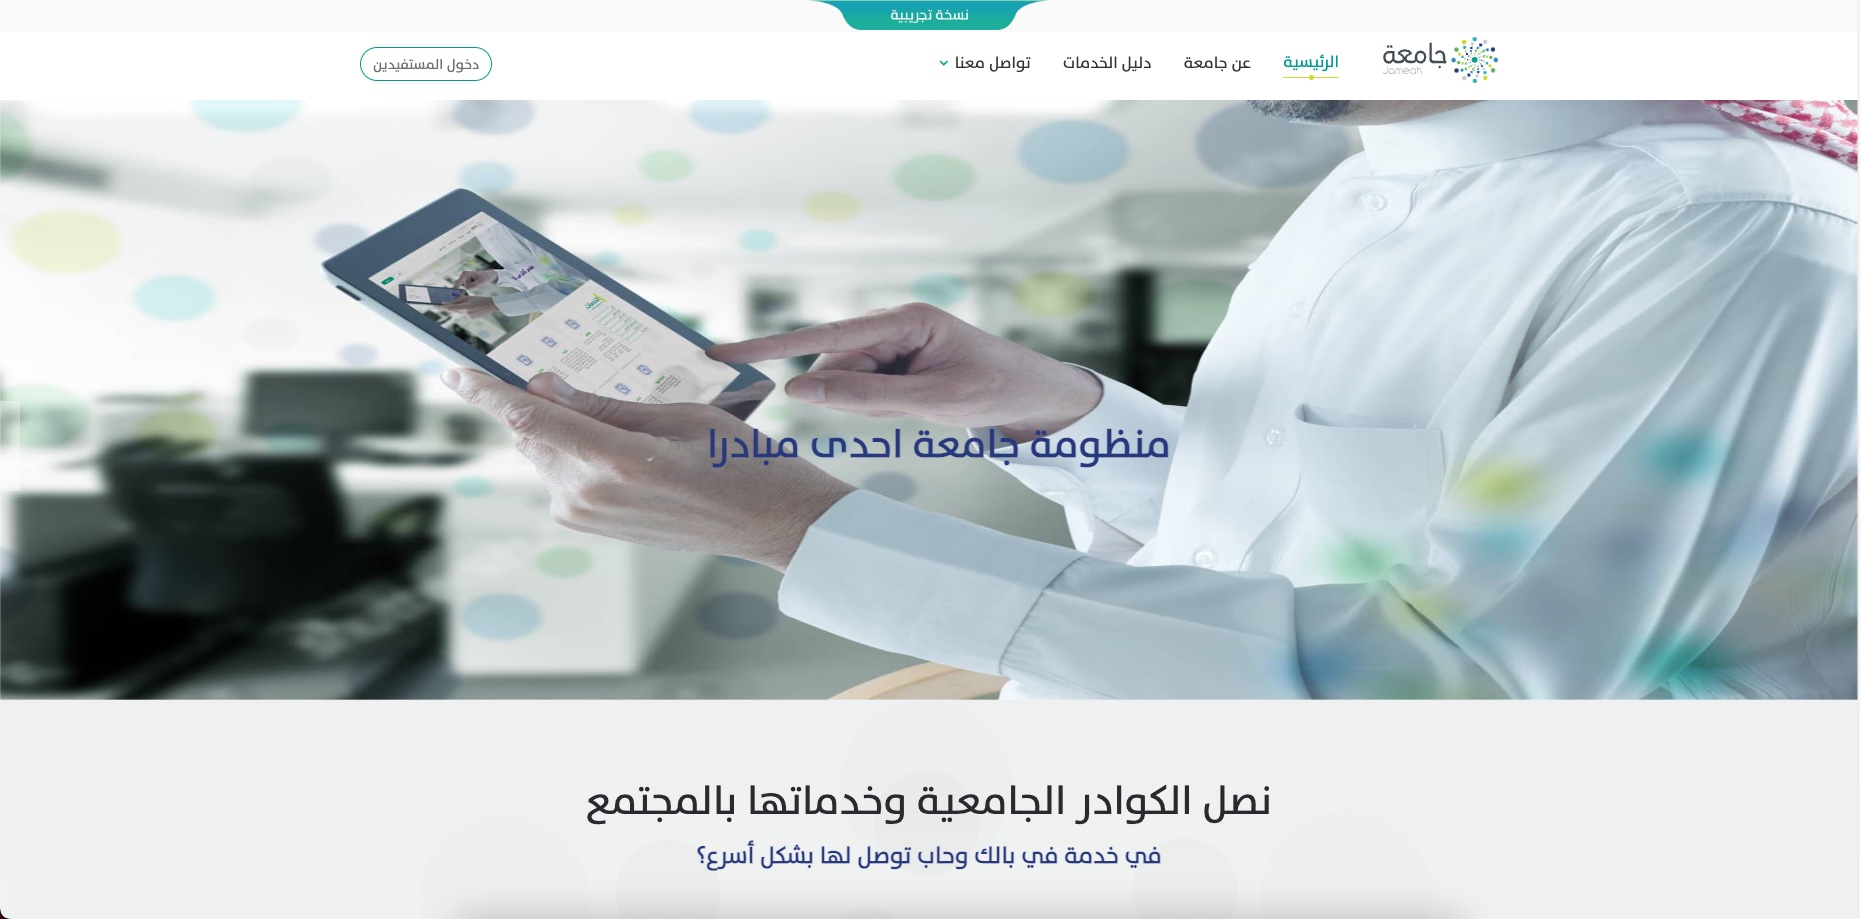 نسخة تجريبية
جامعة
Jameah
الرئيسية
عن جامعة
دليل الخدمات
تواصل معنا
دخول المستفيدين
منظومة جامعة احدى مبادرا
نصل الكوادر الجامعية وخدماتها بالمجتمع
في خدمة في بالك وحاب توصل لها بشكل أسرع؟